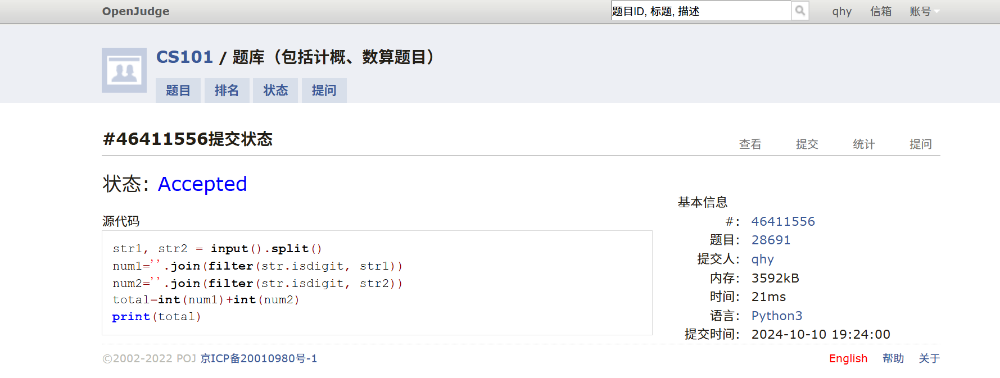 OpenJudge
题目ID, 标题, 描述
qhy 信箱 账号
CS101 / 题库（包括计概、数算题目）
题目 排名 状态 提问
#46411556提交状态
查看 提交 统计 提问
状态: Accepted
源代码
str1, str2 = input().split()
num1=''.join(filter(str.isdigit, str1))
num2=''.join(filter(str.isdigit, str2))
total=int(num1)+int(num2)
print(total)
基本信息
#: 46411556
题目: 28691
提交人: qhy
内存: 3592kB
时间: 21ms
语言: Python3
提交时间: 2024-10-10 19:24:00
©2002-2022 POJ 京ICP备20010980号-1
English 帮助 关于